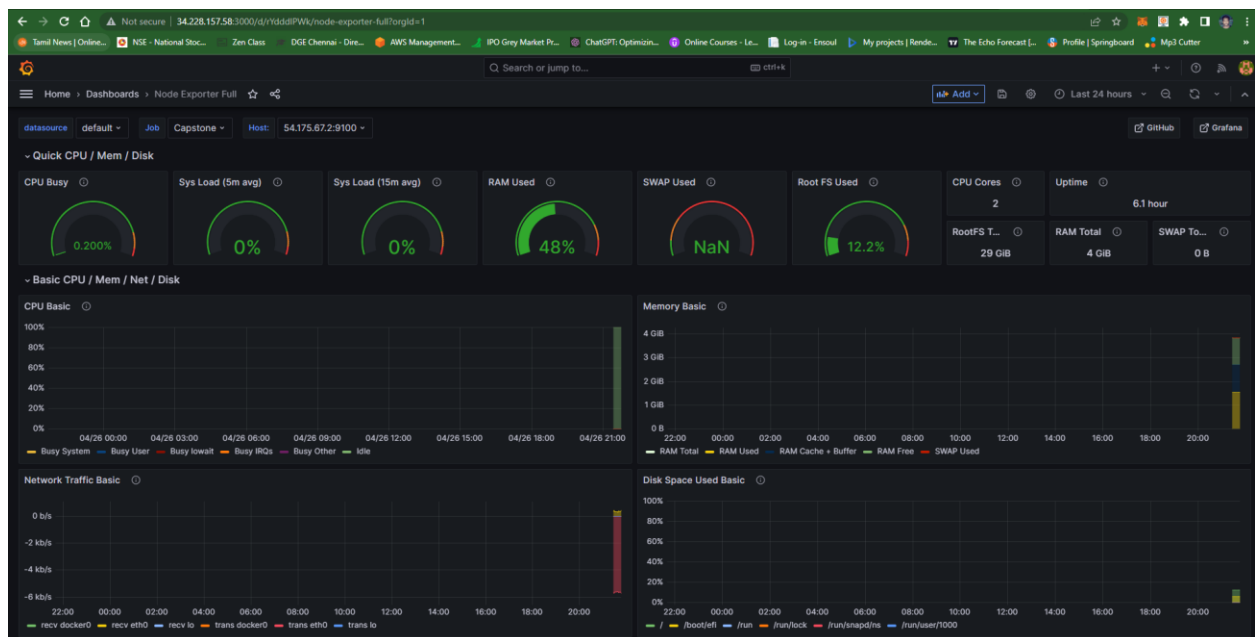 Not secure | 34.228.157.58:3000/d/rYdddlPWk/node-exporter-full?orgId=1
Tamil News | Online... NSE - National Stoc... Zen Class DGE Chennai - Dire... AWS Management... IPO Grey Market Pr... ChatGPT: Optimizin... Online Courses - Le... Log-in - Ensoul My projects | Rende... The Echo Forecast [... Profile | Springboard Mp3 Cutter »
Search or jump to... ctrl+k
Home › Dashboards › Node Exporter Full Add Last 24 hours
datasource default Job Capstone Host: 54.175.67.2:9100 GitHub Grafana
Quick CPU / Mem / Disk
CPU Busy Sys Load (5m avg) Sys Load (15m avg) RAM Used SWAP Used Root FS Used CPU Cores Uptime
0.200% 0% 0% 48% NaN 12.2% 2 6.1 hour
RootFS T... RAM Total SWAP To...
29 GiB 4 GiB 0 B
Basic CPU / Mem / Net / Disk
CPU Basic
100%
80%
60%
40%
20%
0%
04/26 00:00 04/26 03:00 04/26 06:00 04/26 09:00 04/26 12:00 04/26 15:00 04/26 18:00 04/26 21:00
Busy System Busy User Busy Iowait Busy IRQs Busy Other Idle
Memory Basic
4 GiB
3 GiB
2 GiB
1 GiB
0 B
22:00 00:00 02:00 04:00 06:00 08:00 10:00 12:00 14:00 16:00 18:00 20:00
RAM Total RAM Used RAM Cache + Buffer RAM Free SWAP Used
Network Traffic Basic
0 b/s
-2 kb/s
-4 kb/s
-6 kb/s
22:00 00:00 02:00 04:00 06:00 08:00 10:00 12:00 14:00 16:00 18:00 20:00
recv docker0 recv eth0 recv lo trans docker0 trans eth0 trans lo
Disk Space Used Basic
100%
80%
60%
40%
20%
0%
22:00 00:00 02:00 04:00 06:00 08:00 10:00 12:00 14:00 16:00 18:00 20:00
/ /boot/efi /run /run/lock /run/snapd/ns /run/user/1000